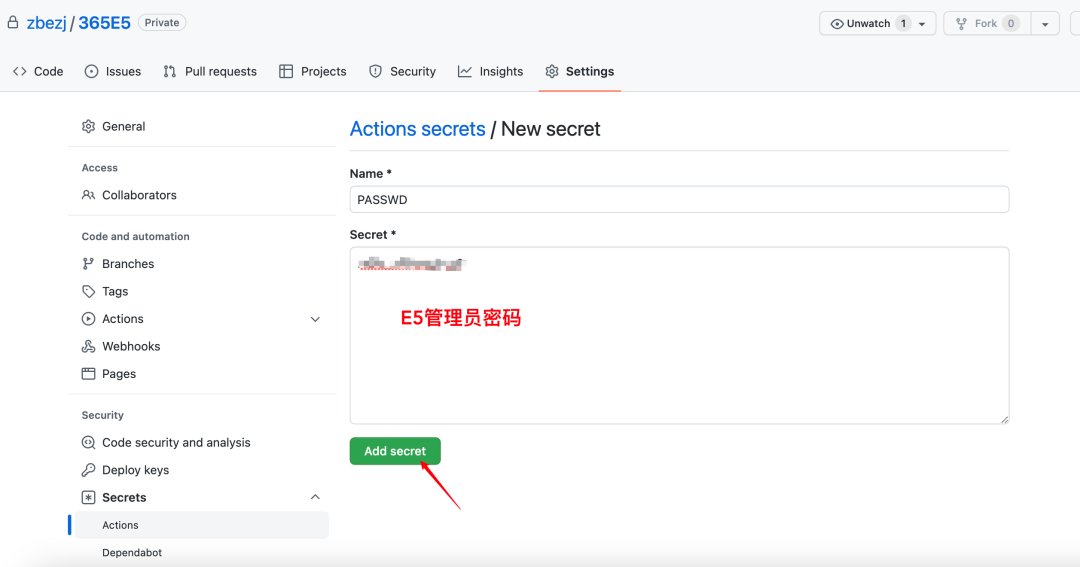 zbezj / 365E5 Private
Unwatch 1 Fork 0
Code Issues Pull requests Projects Security Insights Settings
General
Access
Collaborators
Code and automation
Branches
Tags
Actions
Webhooks
Pages
Security
Code security and analysis
Deploy keys
Secrets
Actions
Dependabot
Actions secrets / New secret
Name *
PASSWD
Secret *
E5管理员密码
Add secret